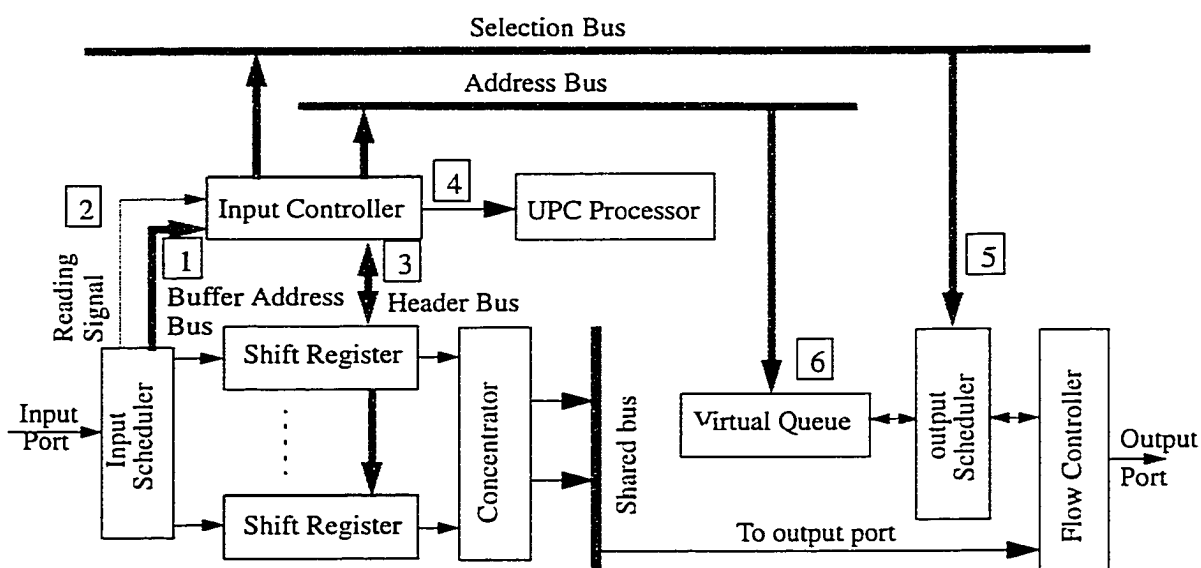 Selection Bus
Address Bus
2
4
Input Controller
UPC Processor
1
3
5
Reading
Signal
Buffer Address
Bus
Header Bus
Shift Register
6
Input
Port
Input
Scheduler
Concentrator
Shared bus
Virtual Queue
output
Scheduler
Flow Controller
Output
Port
Shift Register
To output port